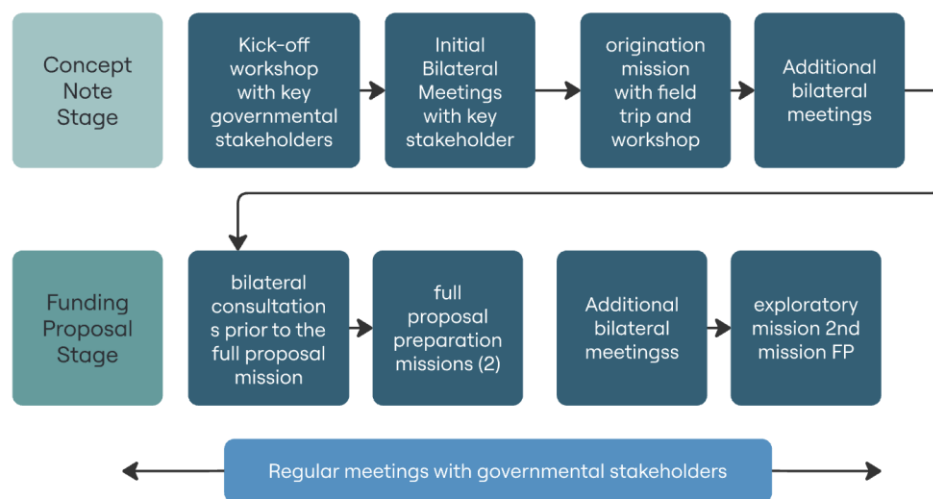 Concept
Note
Stage
Kick-off
workshop
with key
governmental
stakeholders
Initial
Bilateral
Meetings
with key
stakeholder
origination
mission
with field
trip and
workshop
Additional
bilateral
meetings
Funding
Proposal
Stage
bilateral
consultation
s prior to the
full proposal
mission
full
proposal
preparation
missions (2)
Additional
bilateral
meetingss
exploratory
mission 2nd
mission FP
Regular meetings with governmental stakeholders